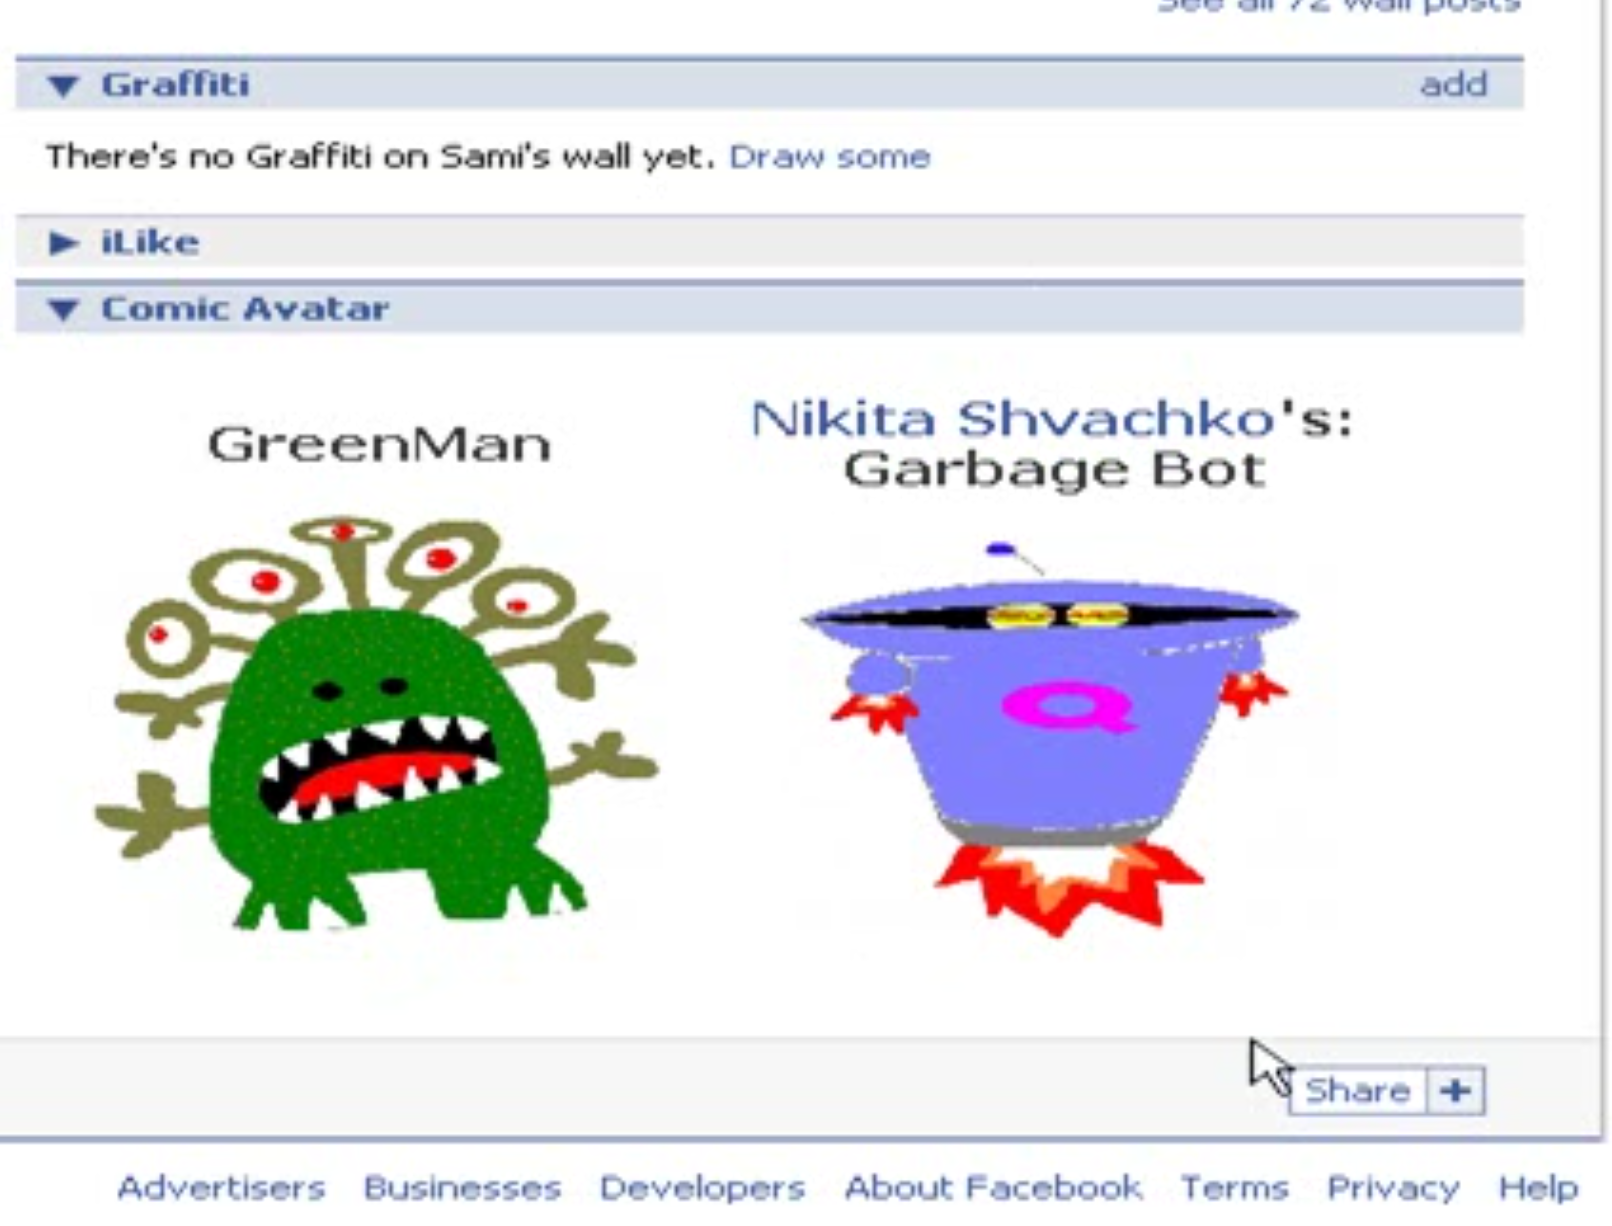 See all 72 wall posts
Graffiti add
There's no Graffiti on Sami's wall yet. Draw some
iLike
Comic Avatar
GreenMan
Nikita Shvachko's:
Garbage Bot
Q
Share +
Advertisers Businesses Developers About Facebook Terms Privacy Help